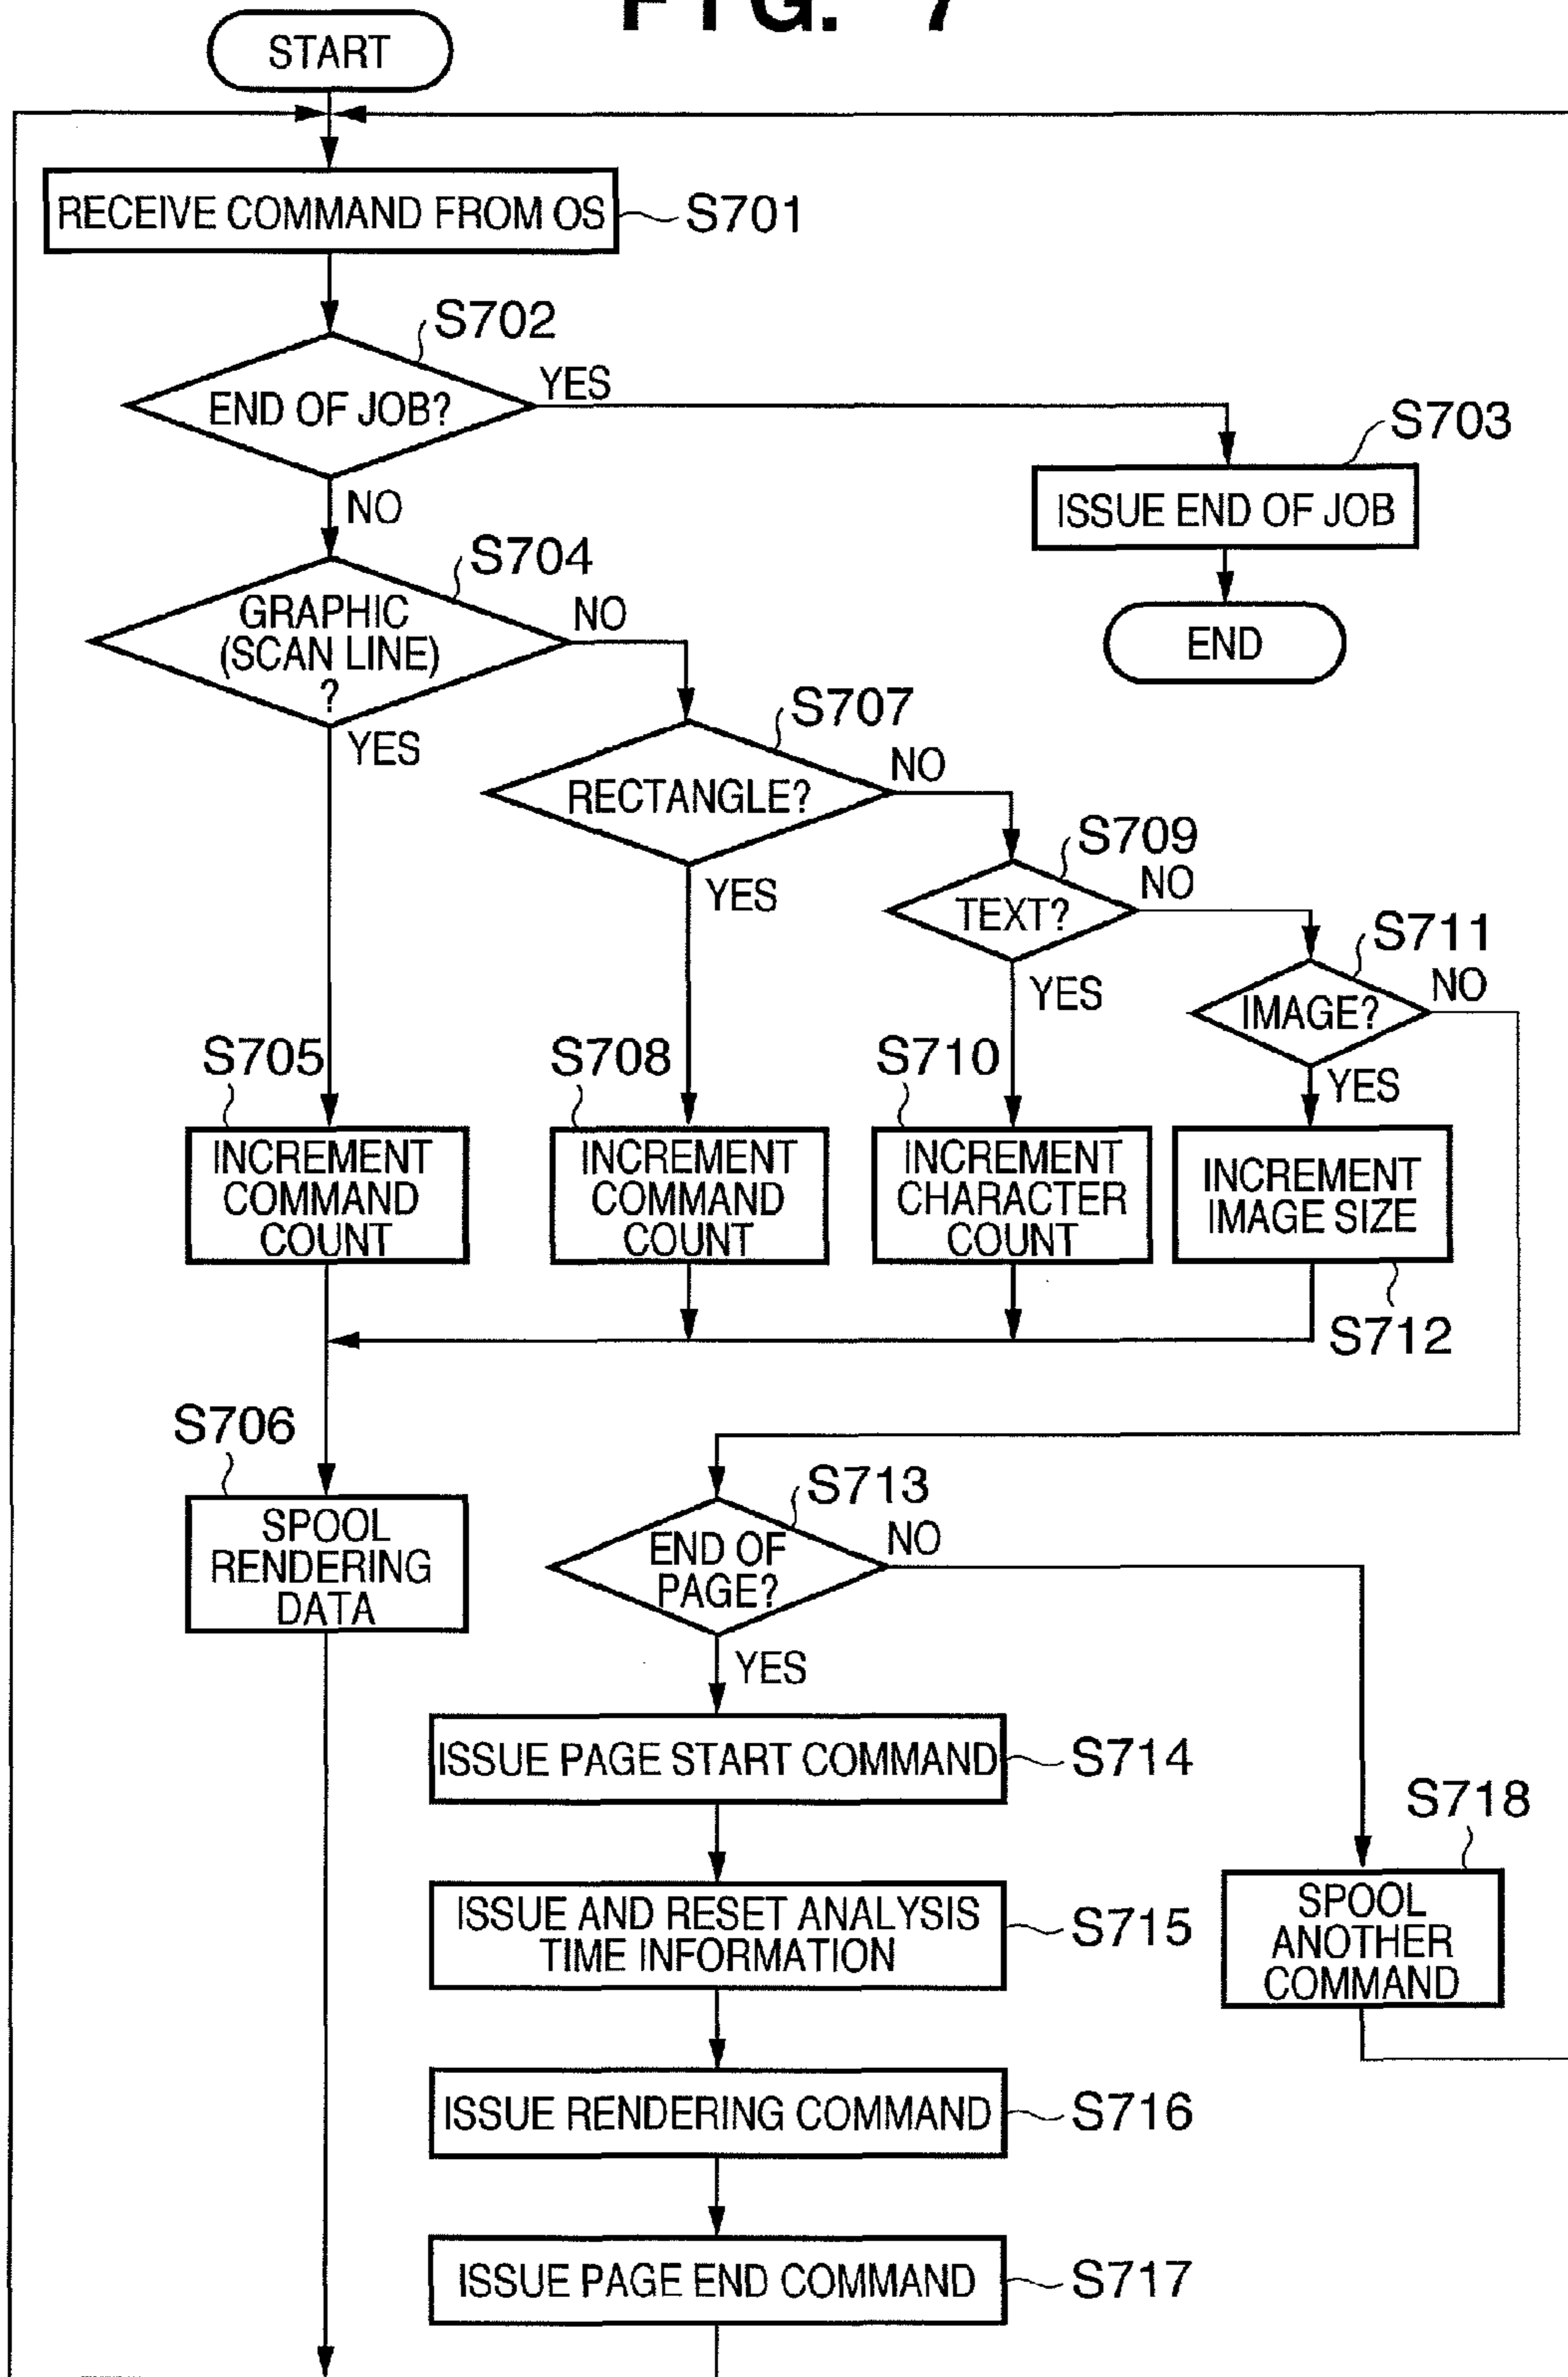 FIG. 7
START
RECEIVE COMMAND FROM OS
S701
S702
END OF JOB?
YES
NO
S703
ISSUE END OF JOB
END
S704
GRAPHIC
(SCAN LINE)
?
NO
YES
S707
RECTANGLE?
NO
YES
S709
TEXT?
NO
YES
S711
IMAGE?
NO
YES
S705
INCREMENT
COMMAND
COUNT
S708
INCREMENT
COMMAND
COUNT
S710
INCREMENT
CHARACTER
COUNT
INCREMENT
IMAGE SIZE
S712
S706
SPOOL
RENDERING
DATA
S713
END OF
PAGE?
NO
YES
ISSUE PAGE START COMMAND
S714
ISSUE AND RESET ANALYSIS
TIME INFORMATION
S715
S718
SPOOL
ANOTHER
COMMAND
ISSUE RENDERING COMMAND
S716
ISSUE PAGE END COMMAND
S717